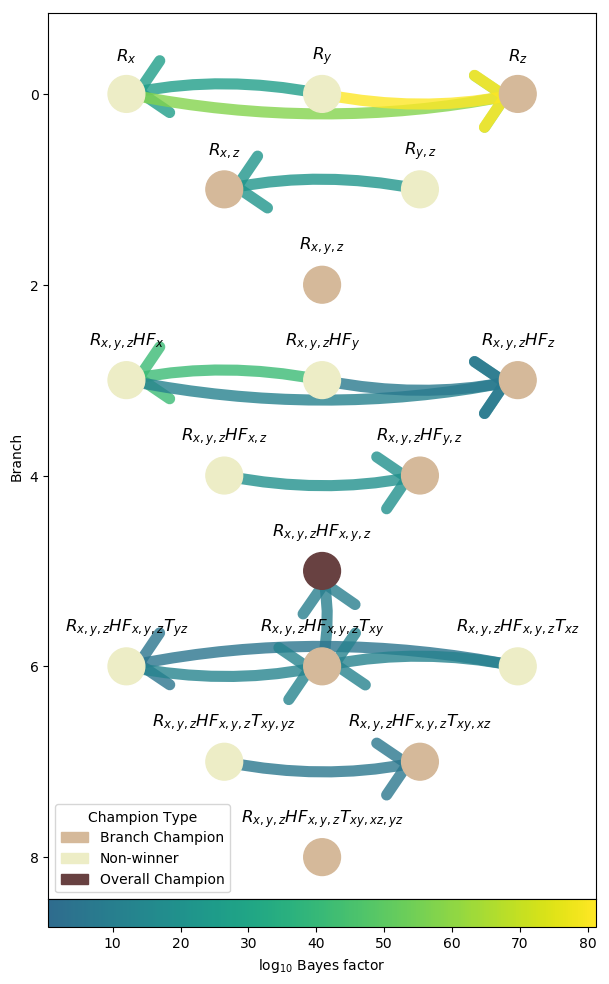 R_x R_y R_z
0
R_{x,z} R_{y,z}
R_{x,y,z}
2
R_{x,y,z}HF_x R_{x,y,z}HF_y R_{x,y,z}HF_z
R_{x,y,z}HF_{x,z} R_{x,y,z}HF_{y,z}
Branch
4
R_{x,y,z}HF_{x,y,z}
R_{x,y,z}HF_{x,y,z}T_{yz} R_{x,y,z}HF_{x,y,z}T_{xy} R_{x,y,z}HF_{x,y,z}T_{xz}
6
R_{x,y,z}HF_{x,y,z}T_{xy,yz} R_{x,y,z}HF_{x,y,z}T_{xy,xz}
R_{x,y,z}HF_{x,y,z}T_{xy,xz,yz}
8
Champion Type
Branch Champion
Non-winner
Overall Champion
10 20 30 40 50 60 70 80
log_{10} Bayes factor